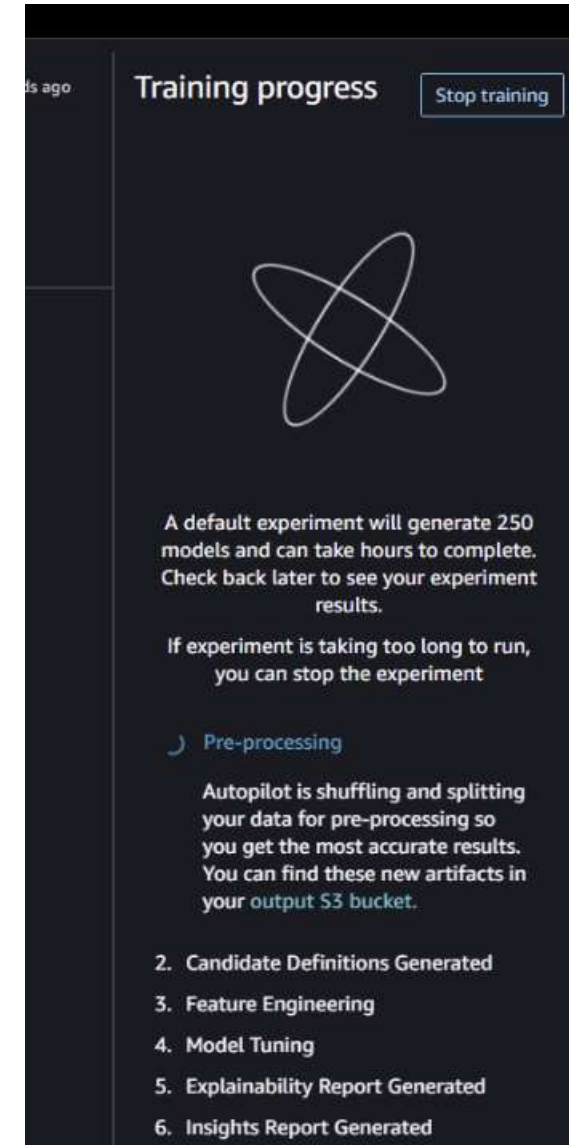 ds ago
Training progress
Stop training
A default experiment will generate 250
models and can take hours to complete.
Check back later to see your experiment
results.
If experiment is taking too long to run,
you can stop the experiment
Pre-processing
Autopilot is shuffling and splitting
your data for pre-processing so
you get the most accurate results.
You can find these new artifacts in
your output S3 bucket.
2. Candidate Definitions Generated
3. Feature Engineering
4. Model Tuning
5. Explainability Report Generated
6. Insights Report Generated